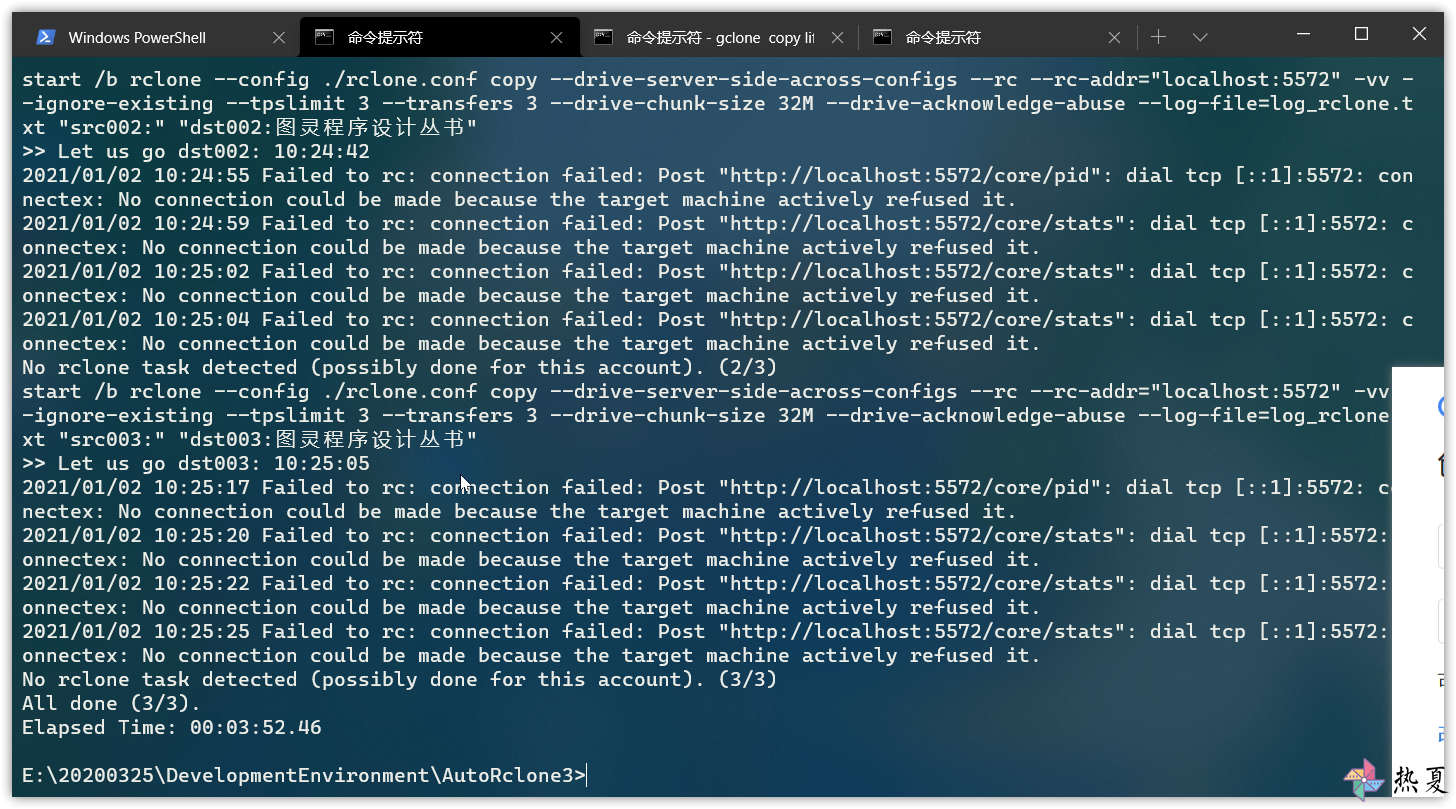 Windows PowerShell
命令提示符
命令提示符 - gclone copy lif
命令提示符
start /b rclone --config ./rclone.conf copy --drive-server-side-across-configs --rc --rc-addr="localhost:5572" -vv -
-ignore-existing --tpslimit 3 --transfers 3 --drive-chunk-size 32M --drive-acknowledge-abuse --log-file=log_rclone.t
xt "src002:" "dst002:图灵程序设计丛书"
>> Let us go dst002: 10:24:42
2021/01/02 10:24:55 Failed to rc: connection failed: Post "http://localhost:5572/core/pid": dial tcp [::1]:5572: con
nectex: No connection could be made because the target machine actively refused it.
2021/01/02 10:24:59 Failed to rc: connection failed: Post "http://localhost:5572/core/stats": dial tcp [::1]:5572: c
onnectex: No connection could be made because the target machine actively refused it.
2021/01/02 10:25:02 Failed to rc: connection failed: Post "http://localhost:5572/core/stats": dial tcp [::1]:5572: c
onnectex: No connection could be made because the target machine actively refused it.
2021/01/02 10:25:04 Failed to rc: connection failed: Post "http://localhost:5572/core/stats": dial tcp [::1]:5572: c
onnectex: No connection could be made because the target machine actively refused it.
No rclone task detected (possibly done for this account). (2/3)
start /b rclone --config ./rclone.conf copy --drive-server-side-across-configs --rc --rc-addr="localhost:5572" -vv
-ignore-existing --tpslimit 3 --transfers 3 --drive-chunk-size 32M --drive-acknowledge-abuse --log-file=log_rclone
xt "src003:" "dst003:图灵程序设计丛书"
>> Let us go dst003: 10:25:05
2021/01/02 10:25:17 Failed to rc: connection failed: Post "http://localhost:5572/core/pid": dial tcp [::1]:5572: co
nectex: No connection could be made because the target machine actively refused it.
2021/01/02 10:25:20 Failed to rc: connection failed: Post "http://localhost:5572/core/stats": dial tcp [::1]:5572:
onnectex: No connection could be made because the target machine actively refused it.
2021/01/02 10:25:22 Failed to rc: connection failed: Post "http://localhost:5572/core/stats": dial tcp [::1]:5572:
onnectex: No connection could be made because the target machine actively refused it.
2021/01/02 10:25:25 Failed to rc: connection failed: Post "http://localhost:5572/core/stats": dial tcp [::1]:5572:
onnectex: No connection could be made because the target machine actively refused it.
No rclone task detected (possibly done for this account). (3/3)
All done (3/3).
Elapsed Time: 00:03:52.46
E:\20200325\DevelopmentEnvironment\AutoRclone3>
热夏